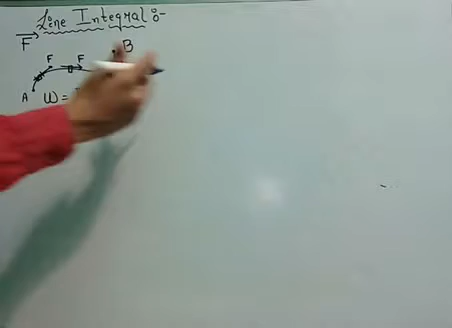 Line Integral :-
F
B
F F
A W =